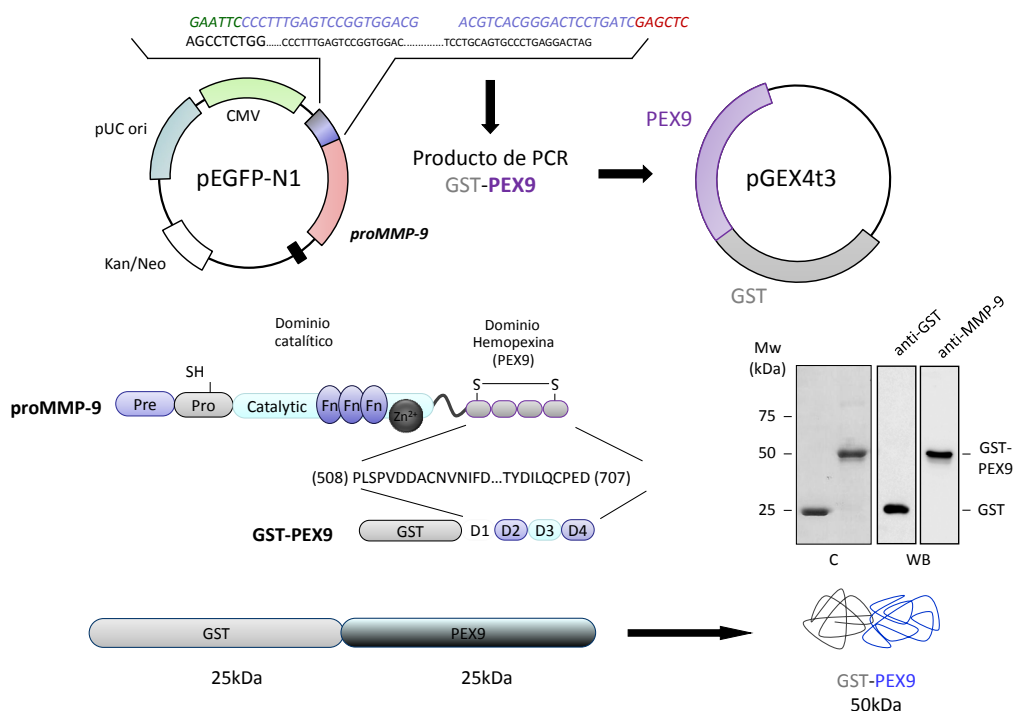 GAATTCCCCTTTGAGTCCGGTGGACG ACGTCACGGGACTCCTGATCGAGCTC
AGCCTCTGG......CCCTTTGAGTCCGGTGGAC..................TCCTGCAGTGCCCTGAGGACTAG
CMV
pUC ori
pEGFP-N1
Kan/Neo
proMMP-9
Producto de PCR
GST-PEX9
PEX9
pGEX4t3
GST
Dominio
catalítico
Dominio
Hemopexina
(PEX9)
SH
S S
proMMP-9 Pre Pro Catalytic Fn Fn Fn Zn2+
(508) PLSPVDDACNVNIFD...TYDILQCPED (707)
GST-PEX9 GST D1 D2 D3 D4
Mw
(kDa)
anti-GST
anti-MMP-9
75 –
50 –
25 –
– GST-
PEX9
– GST
C WB
GST PEX9
25kDa 25kDa
GST-PEX9
50kDa